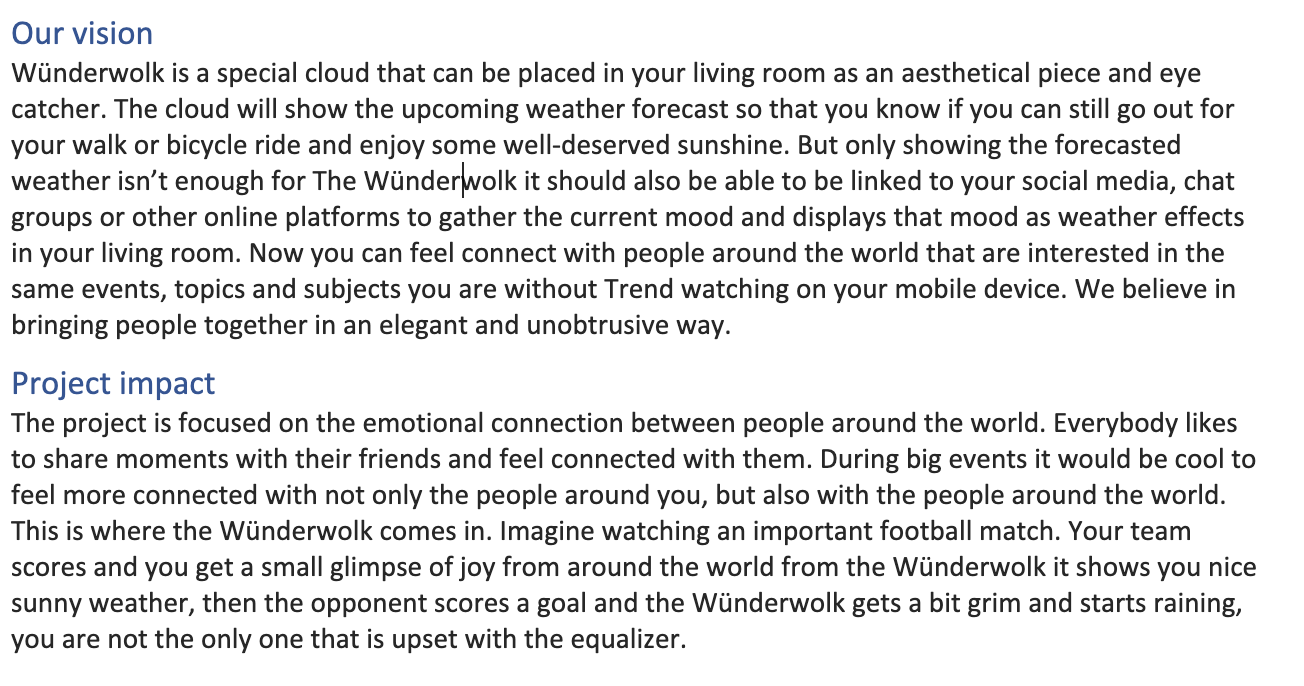 Our vision
Wünderwolk is a special cloud that can be placed in your living room as an aesthetical piece and eye
catcher. The cloud will show the upcoming weather forecast so that you know if you can still go out for
your walk or bicycle ride and enjoy some well-deserved sunshine. But only showing the forecasted
weather isn’t enough for The Wünderwolk it should also be able to be linked to your social media, chat
groups or other online platforms to gather the current mood and displays that mood as weather effects
in your living room. Now you can feel connect with people around the world that are interested in the
same events, topics and subjects you are without Trend watching on your mobile device. We believe in
bringing people together in an elegant and unobtrusive way.
Project impact
The project is focused on the emotional connection between people around the world. Everybody likes
to share moments with their friends and feel connected with them. During big events it would be cool to
feel more connected with not only the people around you, but also with the people around the world.
This is where the Wünderwolk comes in. Imagine watching an important football match. Your team
scores and you get a small glimpse of joy from around the world from the Wünderwolk it shows you nice
sunny weather, then the opponent scores a goal and the Wünderwolk gets a bit grim and starts raining,
you are not the only one that is upset with the equalizer.